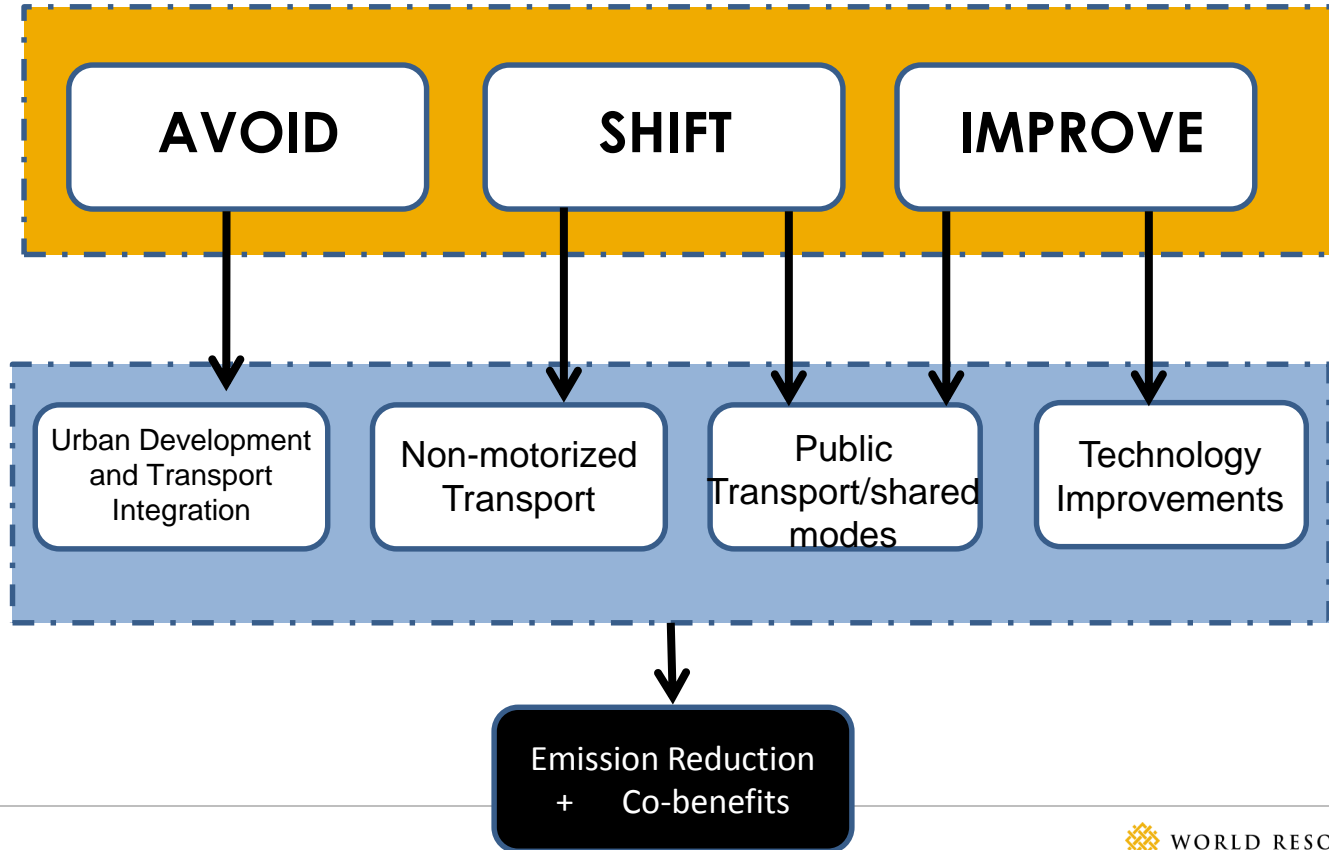 AVOID
SHIFT
IMPROVE
Urban Development
and Transport
Integration
Non-motorized
Transport
Public
Transport/shared
modes
Technology
Improvements
Emission Reduction
+ Co-benefits
WORLD RESO